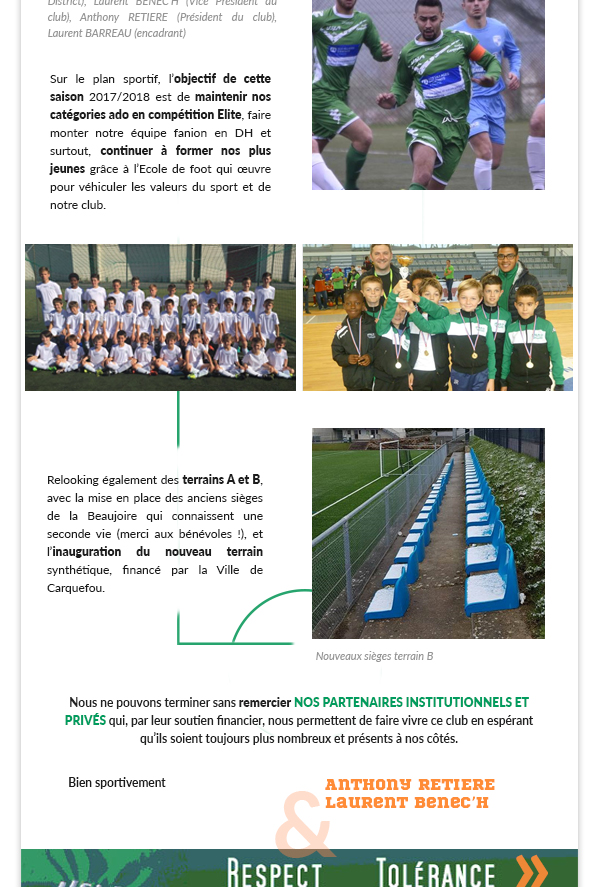 District), Laurent BENEC'H (Vice Président du
club), Anthony RETIERE (Président du club),
Laurent BARREAU (encadrant)
Sur le plan sportif, l'objectif de cette
saison 2017/2018 est de maintenir nos
catégories ado en compétition Elite, faire
monter notre équipe fanion en DH et
surtout, continuer à former nos plus
jeunes grâce à l'Ecole de foot qui œuvre
pour véhiculer les valeurs du sport et de
notre club.
Relooking également des terrains A et B,
avec la mise en place des anciens sièges
de la Beaujoire qui connaissent une
seconde vie (merci aux bénévoles !), et
l'inauguration du nouveau terrain
synthétique, financé par la Ville de
Carquefou.
Nouveaux sièges terrain B
Nous ne pouvons terminer sans remercier NOS PARTENAIRES INSTITUTIONNELS ET
PRIVÉS qui, par leur soutien financier, nous permettent de faire vivre ce club en espérant
qu'ils soient toujours plus nombreux et présents à nos côtés.
Bien sportivement
ANTHONY RETIERE
&
LAURENT BENEC'H
RESPECT TOLÉRANCE